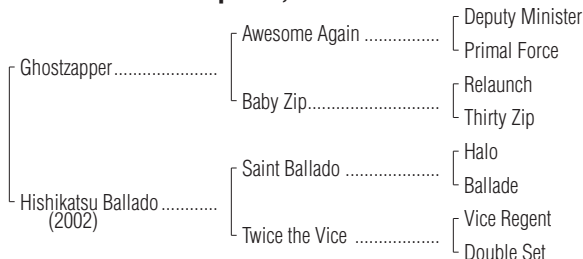 Deputy Minister
Awesome Again ................
Primal Force
Ghostzapper.....................
Relaunch
Baby Zip............................
Thirty Zip
Halo
Saint Ballado ....................
Ballade
Hishikatsu Ballado ............
(2002)
Vice Regent
Twice the Vice ..................
Double Set